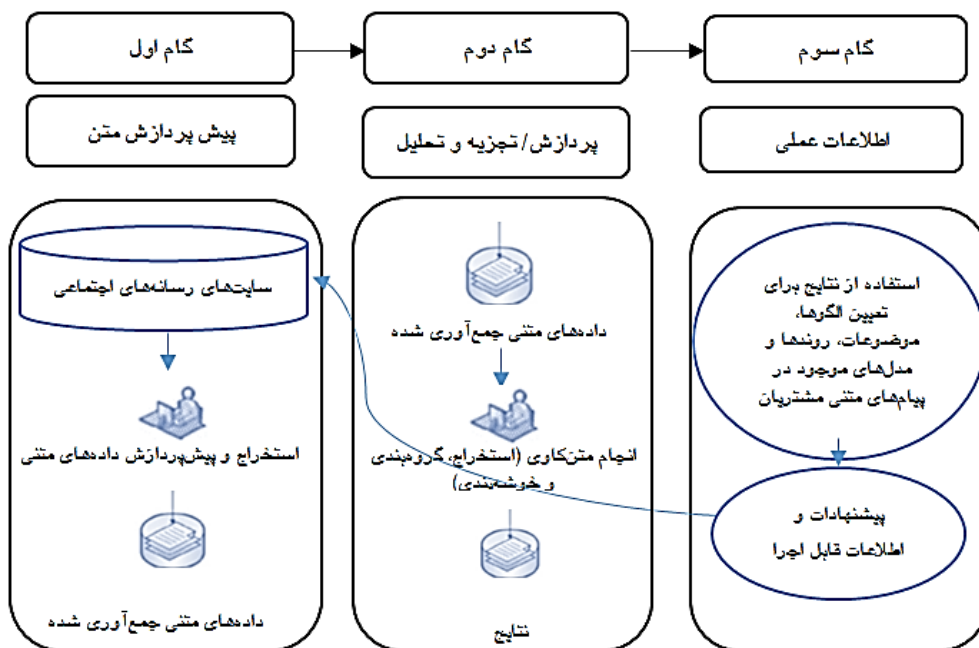 گام اول
گام دوم
گام سوم
پیش پردازش متن
پردازش/ تجزیه و تحلیل
اطلاعات عملی
سایت‌های رسانه‌های اجتماعی
استخراج و پیش‌پردازش داده‌های متنی
داده‌های متنی جمع‌آوری شده
داده‌های متنی جمع‌آوری شده
انجام متن‌کاوی (استخراج، گروه‌بندی
و خوشه‌بندی)
نتایج
استفاده از نتایج برای
تعیین الگوها،
موضوعات، روندها و
مدل‌های موجود در
پیام‌های متنی مشتریان
پیشنهادات و
اطلاعات قابل اجرا